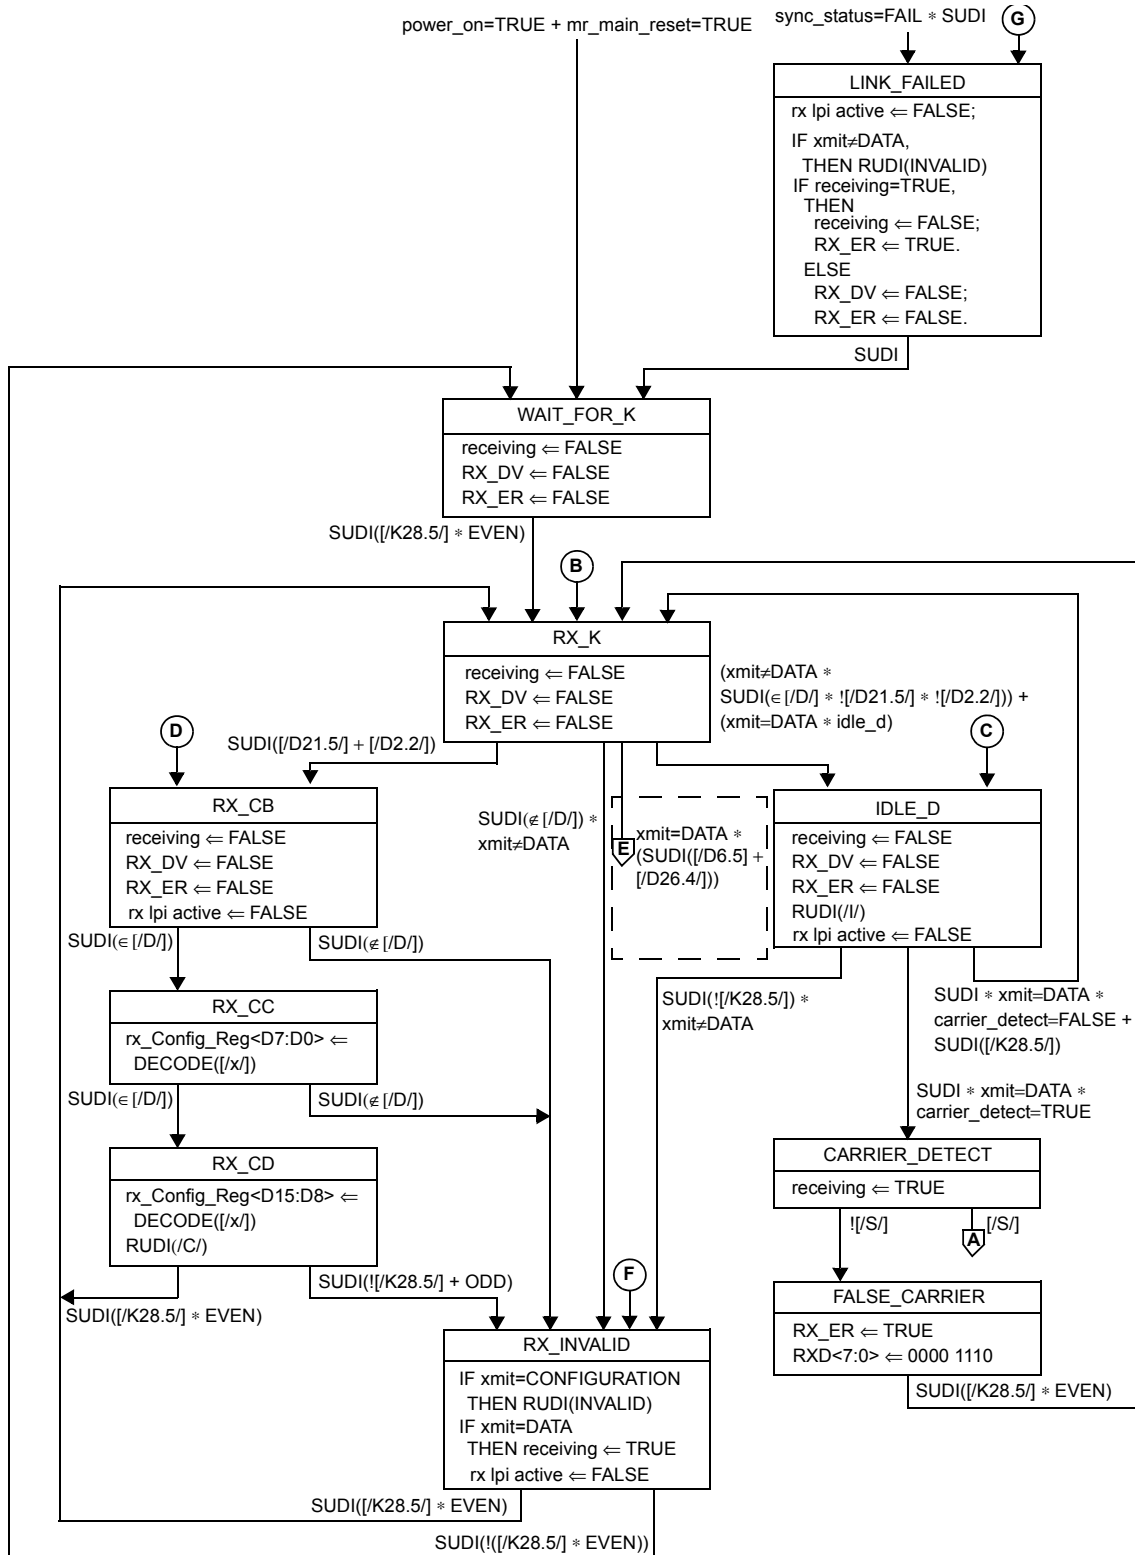 power_on=TRUE + mr_main_reset=TRUE
sync_status=FAIL ∗ SUDI
G
LINK_FAILED
rx lpi active ⇐ FALSE;
IF xmit≠DATA,
THEN RUDI(INVALID)
IF receiving=TRUE,
THEN
receiving ⇐ FALSE;
RX_ER ⇐ TRUE.
ELSE
RX_DV ⇐ FALSE;
RX_ER ⇐ FALSE.
SUDI
WAIT_FOR_K
receiving ⇐ FALSE
RX_DV ⇐ FALSE
RX_ER ⇐ FALSE
SUDI([/K28.5/] ∗ EVEN)
B
RX_K
receiving ⇐ FALSE
RX_DV ⇐ FALSE
RX_ER ⇐ FALSE
(xmit≠DATA ∗
SUDI(∈[/D/] ∗ ![/D21.5/] ∗ ![/D2.2/])) +
(xmit=DATA ∗ idle_d)
D
SUDI([/D21.5/] + [/D2.2/])
C
RX_CB
receiving ⇐ FALSE
RX_DV ⇐ FALSE
RX_ER ⇐ FALSE
rx lpi active ⇐ FALSE
SUDI(∉[/D/]) ∗
xmit≠DATA
E
xmit=DATA ∗
(SUDI([/D6.5] +
[/D26.4/]))
IDLE_D
receiving ⇐ FALSE
RX_DV ⇐ FALSE
RX_ER ⇐ FALSE
RUDI(/I/)
rx lpi active ⇐ FALSE
SUDI(∈[/D/])
SUDI(∉[/D/])
SUDI(![/K28.5/]) ∗
xmit≠DATA
SUDI ∗ xmit=DATA ∗
carrier_detect=FALSE +
SUDI([/K28.5/])
RX_CC
rx_Config_Reg<D7:D0> ⇐
DECODE([/x/])
SUDI(∈[/D/])
SUDI(∉[/D/])
SUDI ∗ xmit=DATA ∗
carrier_detect=TRUE
RX_CD
rx_Config_Reg<D15:D8> ⇐
DECODE([/x/])
RUDI(/C/)
CARRIER_DETECT
receiving ⇐ TRUE
![/S/]
A
[/S/]
SUDI([/K28.5/] ∗ EVEN)
SUDI(![/K28.5/] + ODD)
F
FALSE_CARRIER
RX_ER ⇐ TRUE
RXD<7:0> ⇐ 0000 1110
SUDI([/K28.5/] ∗ EVEN)
RX_INVALID
IF xmit=CONFIGURATION
THEN RUDI(INVALID)
IF xmit=DATA
THEN receiving ⇐ TRUE
rx lpi active ⇐ FALSE
SUDI([/K28.5/] ∗ EVEN)
SUDI(!([/K28.5/] ∗ EVEN))